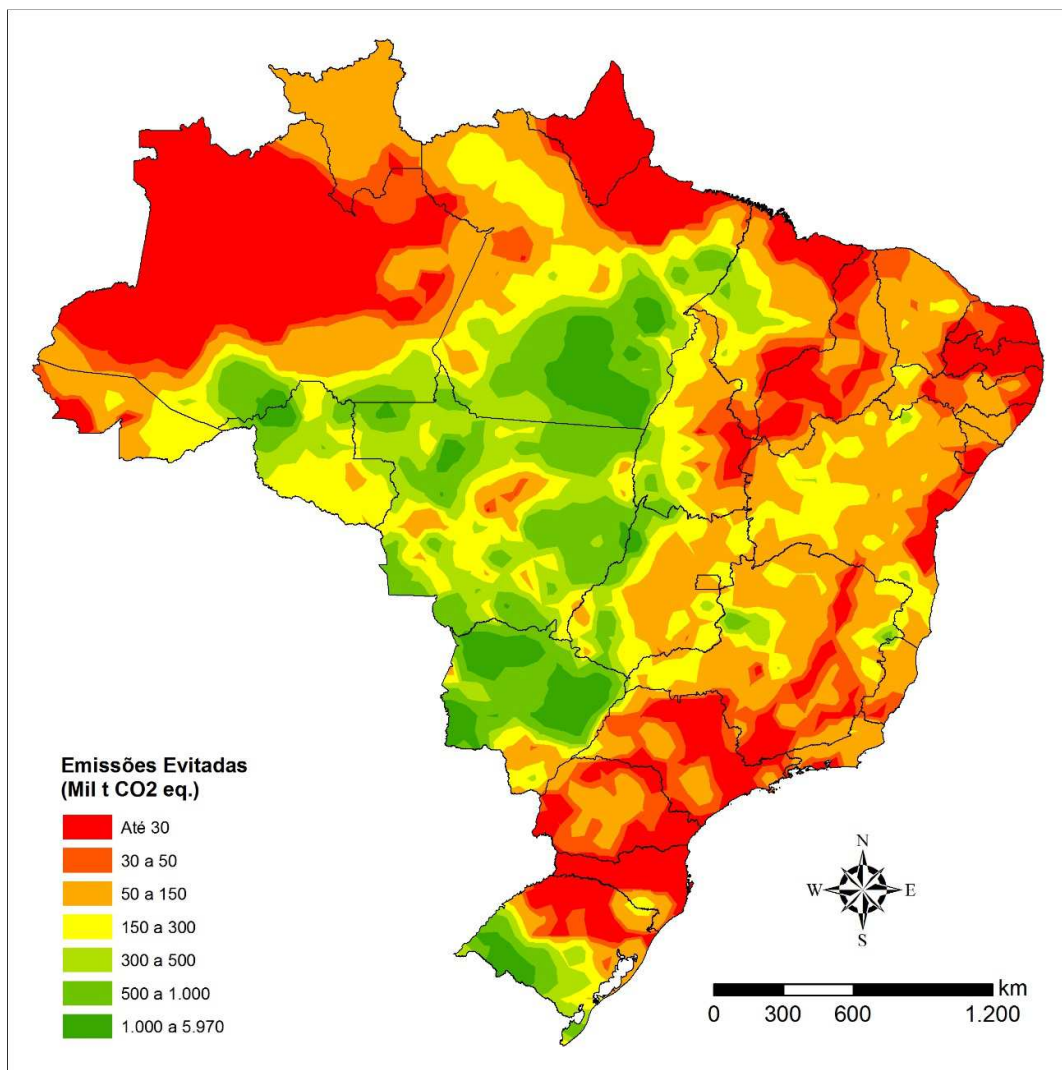 Emissões Evitadas
(Mil t CO2 eq.)
Até 30
30 a 50
50 a 150
150 a 300
300 a 500
500 a 1.000
1.000 a 5.970
N
W E
S
km
0 300 600 1.200